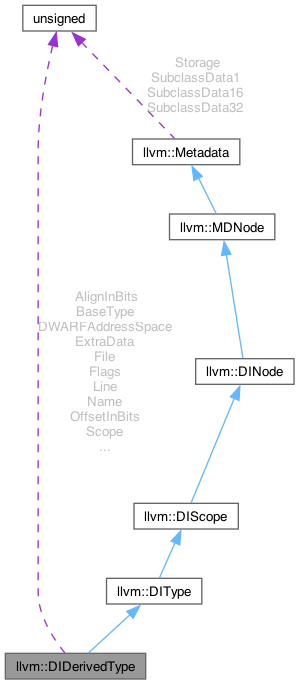 unsigned
Storage
SubclassData1
SubclassData16
SubclassData32
llvm::Metadata
llvm::MDNode
AlignInBits
BaseType
DWARFAddressSpace
ExtraData
File
Flags
Line
Name
OffsetInBits
Scope
...
llvm::DINode
llvm::DIScope
llvm::DIType
llvm::DIDerivedType